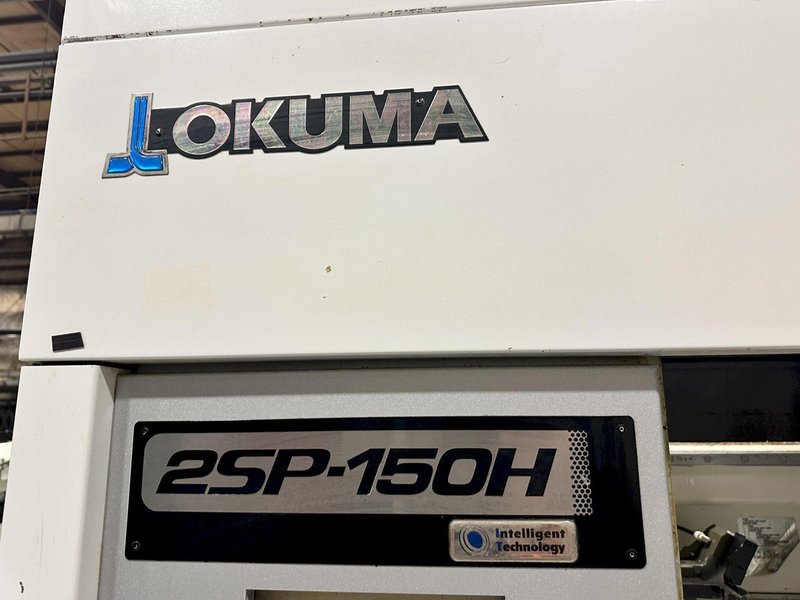 OKUMA
2SP-150H
Intelligent
Technology